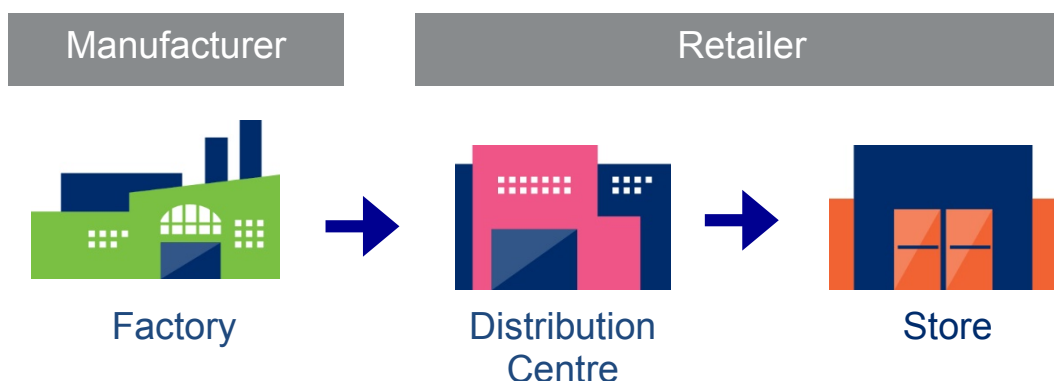 Manufacturer
Retailer
Factory
Distribution
Centre
Store